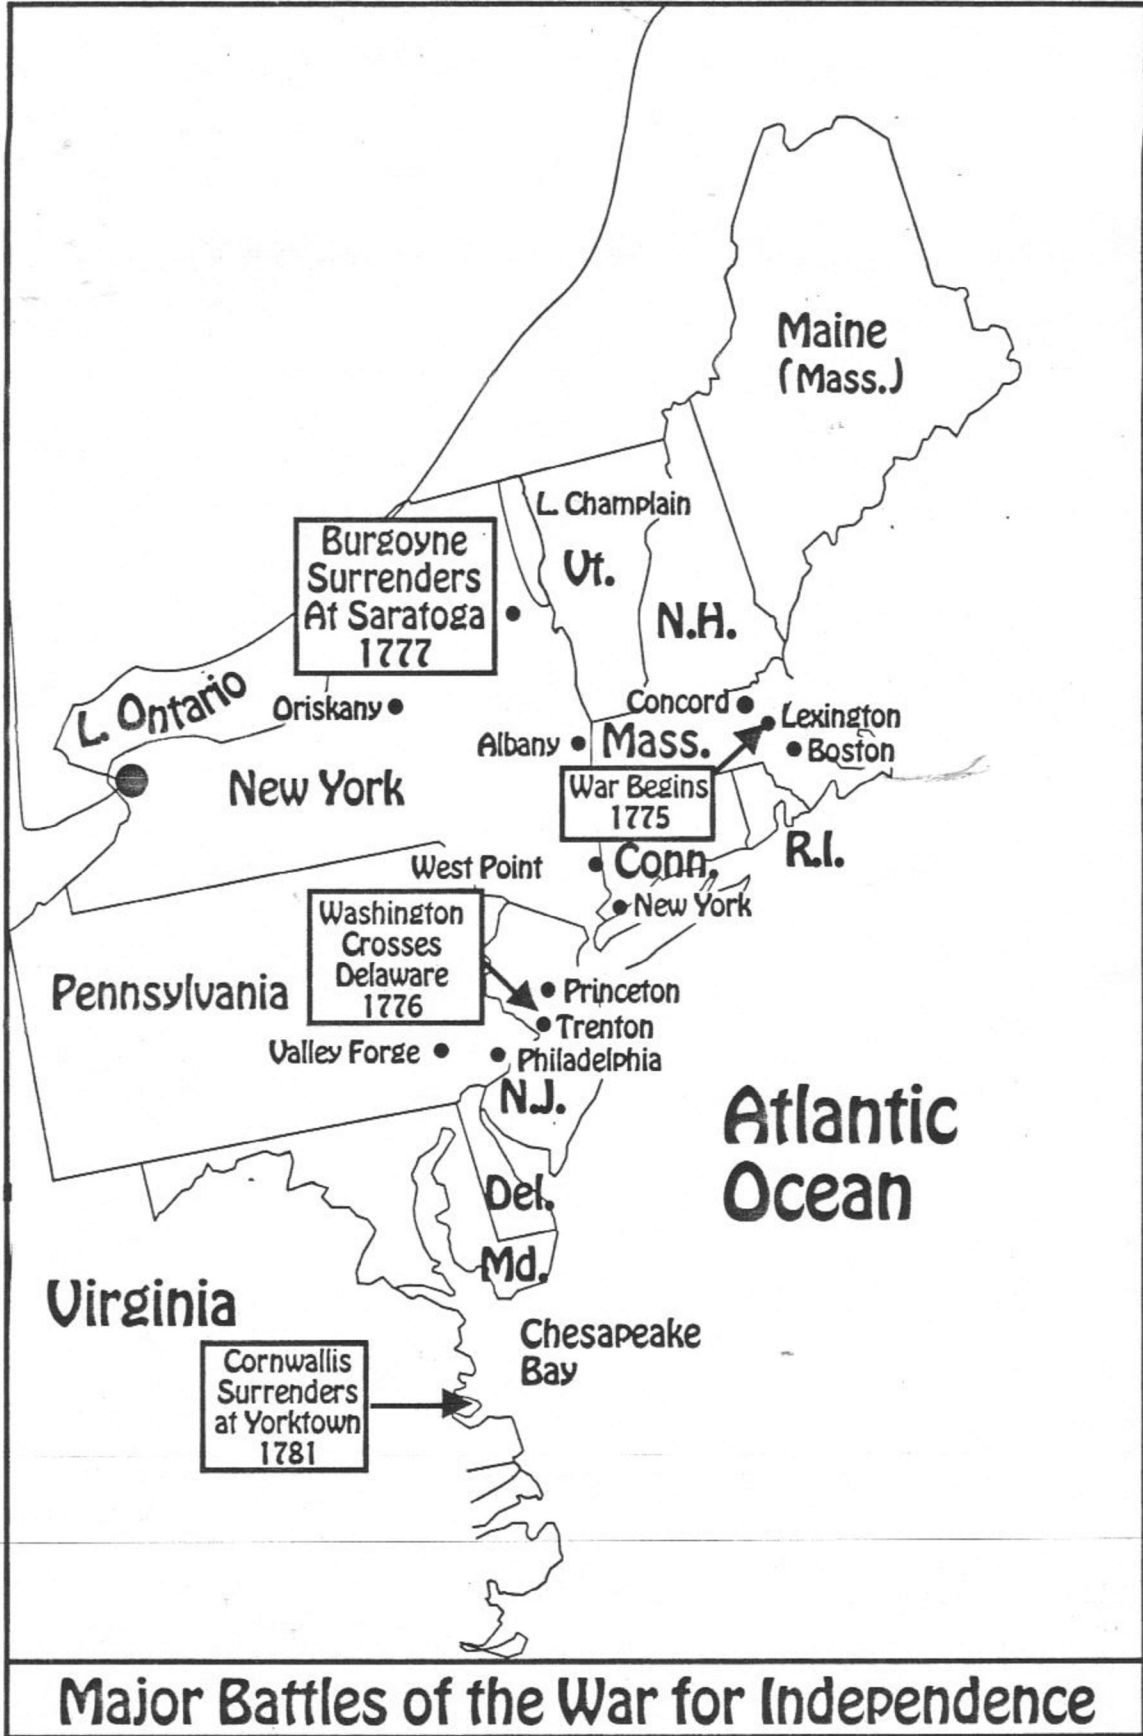 Maine
(Mass.)
L. Champlain
Burgoyne
Surrenders
At Saratoga
1777
Vt.
N.H.
L. Ontario
Oriskany
Concord
Lexington
Albany
Mass.
Boston
New York
War Begins
1775
R.I.
West Point
Conn.
New York
Washington
Crosses
Delaware
1776
Pennsylvania
Princeton
Trenton
Valley Forge
Philadelphia
N.J.
Atlantic
Ocean
Del.
Md.
Virginia
Chesapeake
Bay
Cornwallis
Surrenders
at Yorktown
1781
Major Battles of the War for Independence